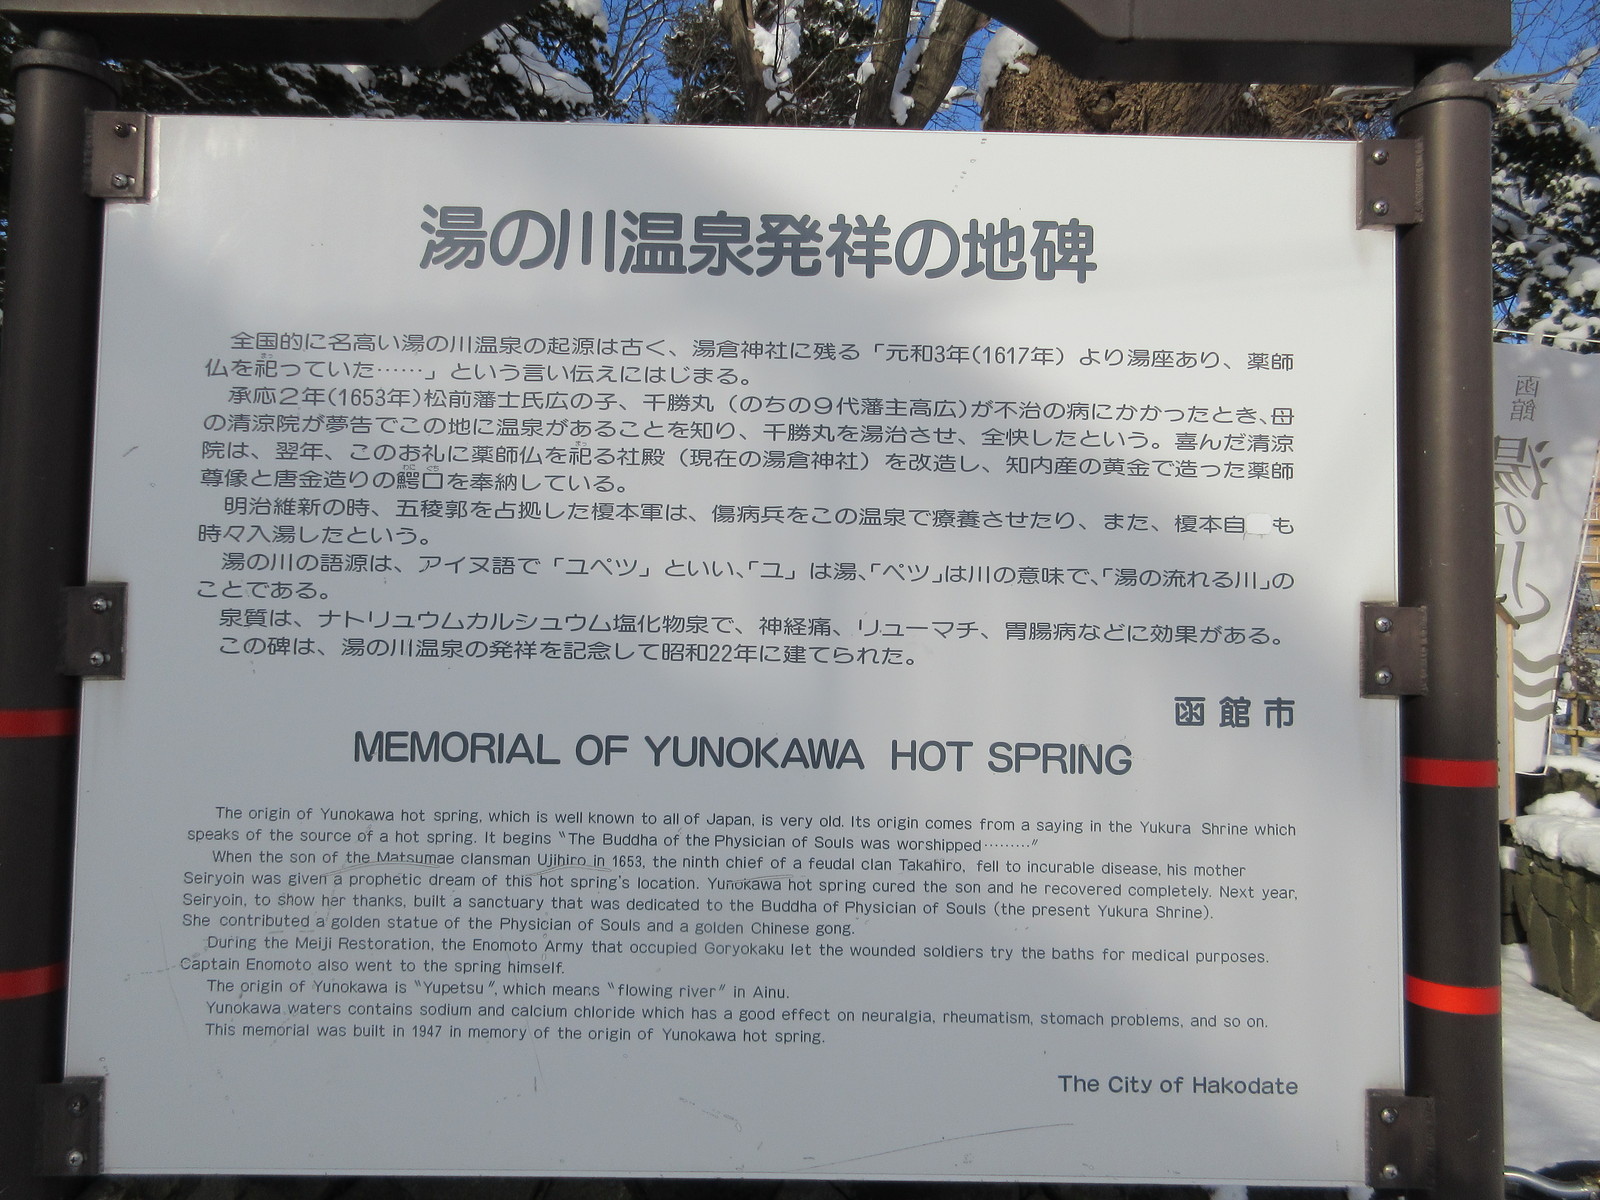 湯の川温泉発祥の地碑
全国的に名高い湯の川温泉の起源は古く、湯倉神社に残る「元和3年(1617年）より湯座あり、薬師
仏を祀っていた……」という言い伝えにはじまる。
承応２年(1653年)松前藩士氏広の子、千勝丸（のちの９代藩主高広)が不治の病にかかったとき、母
の清涼院が夢告でこの地に温泉があることを知り、千勝丸を湯治させ、全快したという。喜んだ清涼
院は、翌年、このお礼に薬師仏を祀る社殿（現在の湯倉神社）を改造し、知内産の黄金で造った薬師
尊像と唐金造りの鰐口を奉納している。
明治維新の時、五稜郭を占拠した榎本軍は、傷病兵をこの温泉で療養させたり、また、榎本自 も
時々入湯したという。
湯の川の語源は、アイヌ語で「ユペツ」といい、「ユ」は湯、「ペツ」は川の意味で、「湯の流れる川」の
ことである。
泉質は、ナトリュウムカルシュウム塩化物泉で、神経痛、リューマチ、胃腸病などに効果がある。
この碑は、湯の川温泉の発祥を記念して昭和22年に建てられた。
函館市
MEMORIAL OF YUNOKAWA HOT SPRING
The origin of Yunokawa hot spring, which is well known to all of Japan, is very old. Its origin comes from a saying in the Yukura Shrine which
speaks of the source of a hot spring. It begins "The Buddha of the Physician of Souls was worshipped………"
When the son of the Matsumae clansman Ujihiro in 1653, the ninth chief of a feudal clan Takahiro, fell to incurable disease, his mother
Seiryoin was given a prophetic dream of this hot spring's location. Yunokawa hot spring cured the son and he recovered completely. Next year,
Seiryoin, to show her thanks, built a sanctuary that was dedicated to the Buddha of Physician of Souls (the present Yukura Shrine).
She contributed a golden statue of the Physician of Souls and a golden Chinese gong.
During the Meiji Restoration, the Enomoto Army that occupied Goryokaku let the wounded soldiers try the baths for medical purposes.
Captain Enomoto also went to the spring himself.
The origin of Yunokawa is "Yupetsu", which means "flowing river" in Ainu.
Yunokawa waters contains sodium and calcium chloride which has a good effect on neuralgia, rheumatism, stomach problems, and so on.
This memorial was built in 1947 in memory of the origin of Yunokawa hot spring.
The City of Hakodate
函館
湯の川